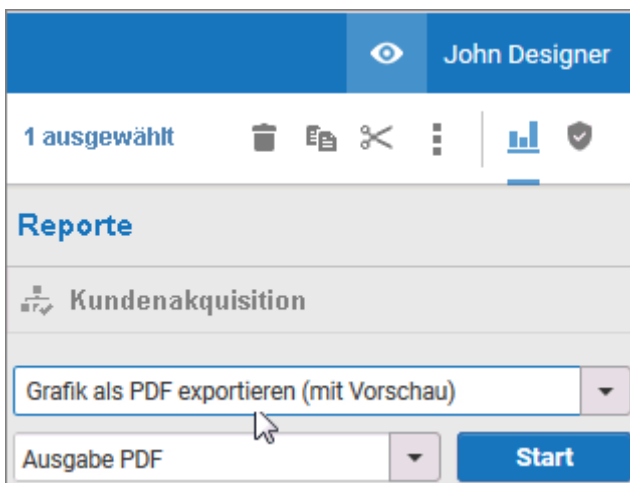 John Designer
1 ausgewählt
Reporte
Kundenakquisition
Grafik als PDF exportieren (mit Vorschau)
Ausgabe PDF
Start